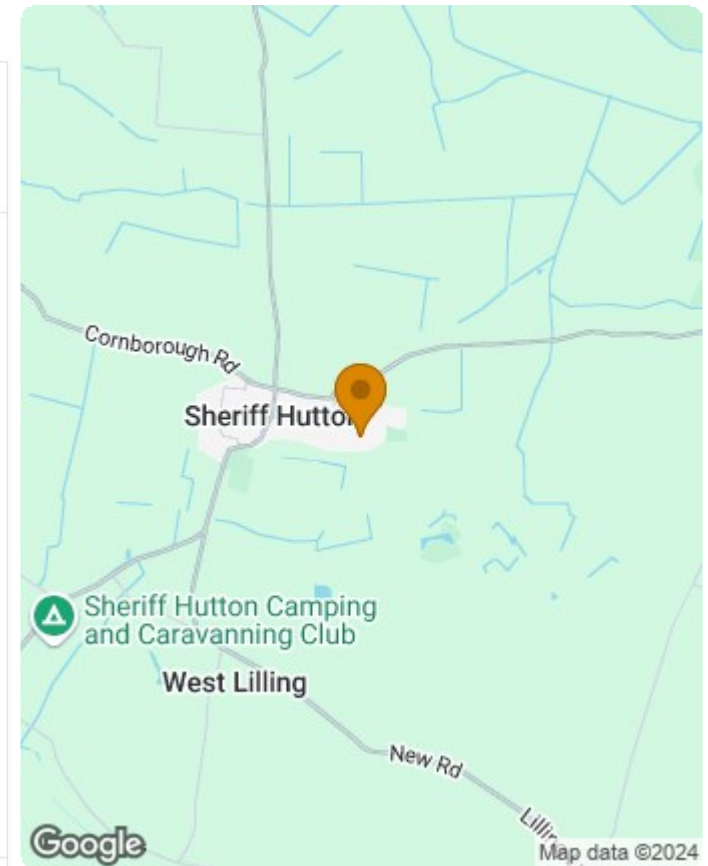 Cornborough Rd
Sheriff Hutto
Sheriff Hutton Camping
and Caravanning Club
West Lilling
New Rd
Google
Map data ©2024